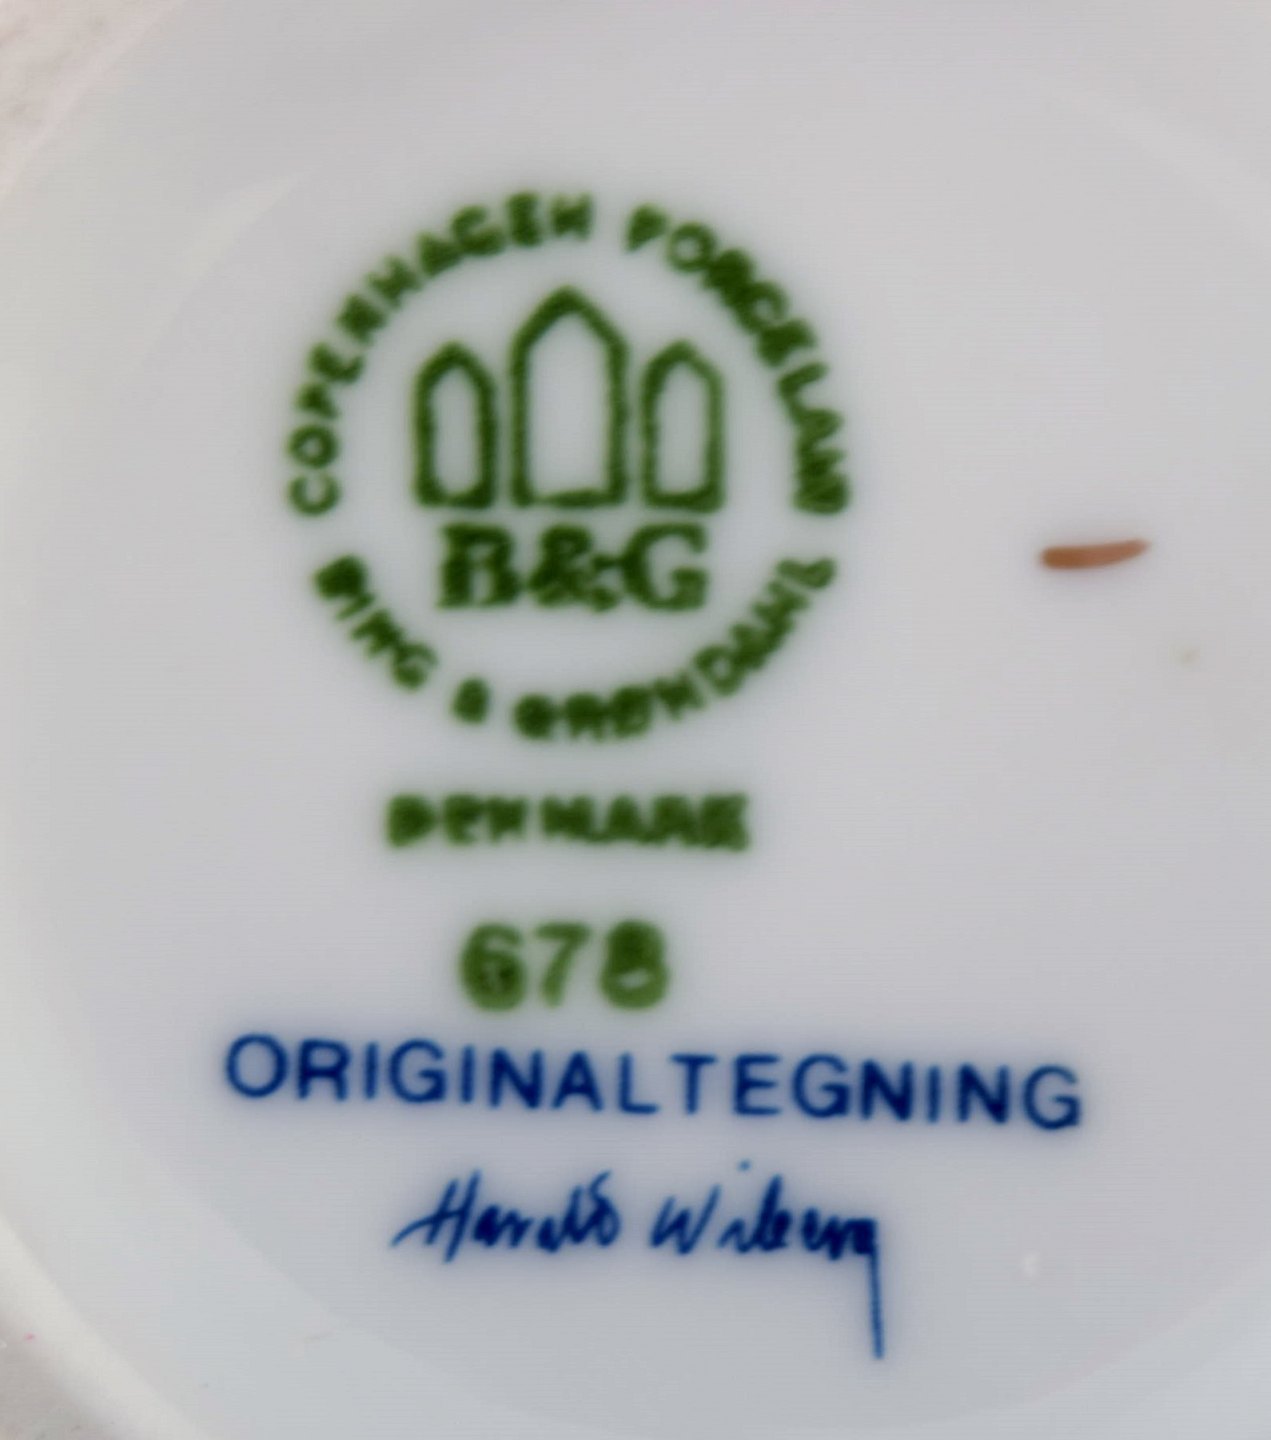 COPENHAGEN PORCELAIN
B&G
BING & GRØNDAHL
DENMARK
678
ORIGINALTEGNING
Harald Wiberg